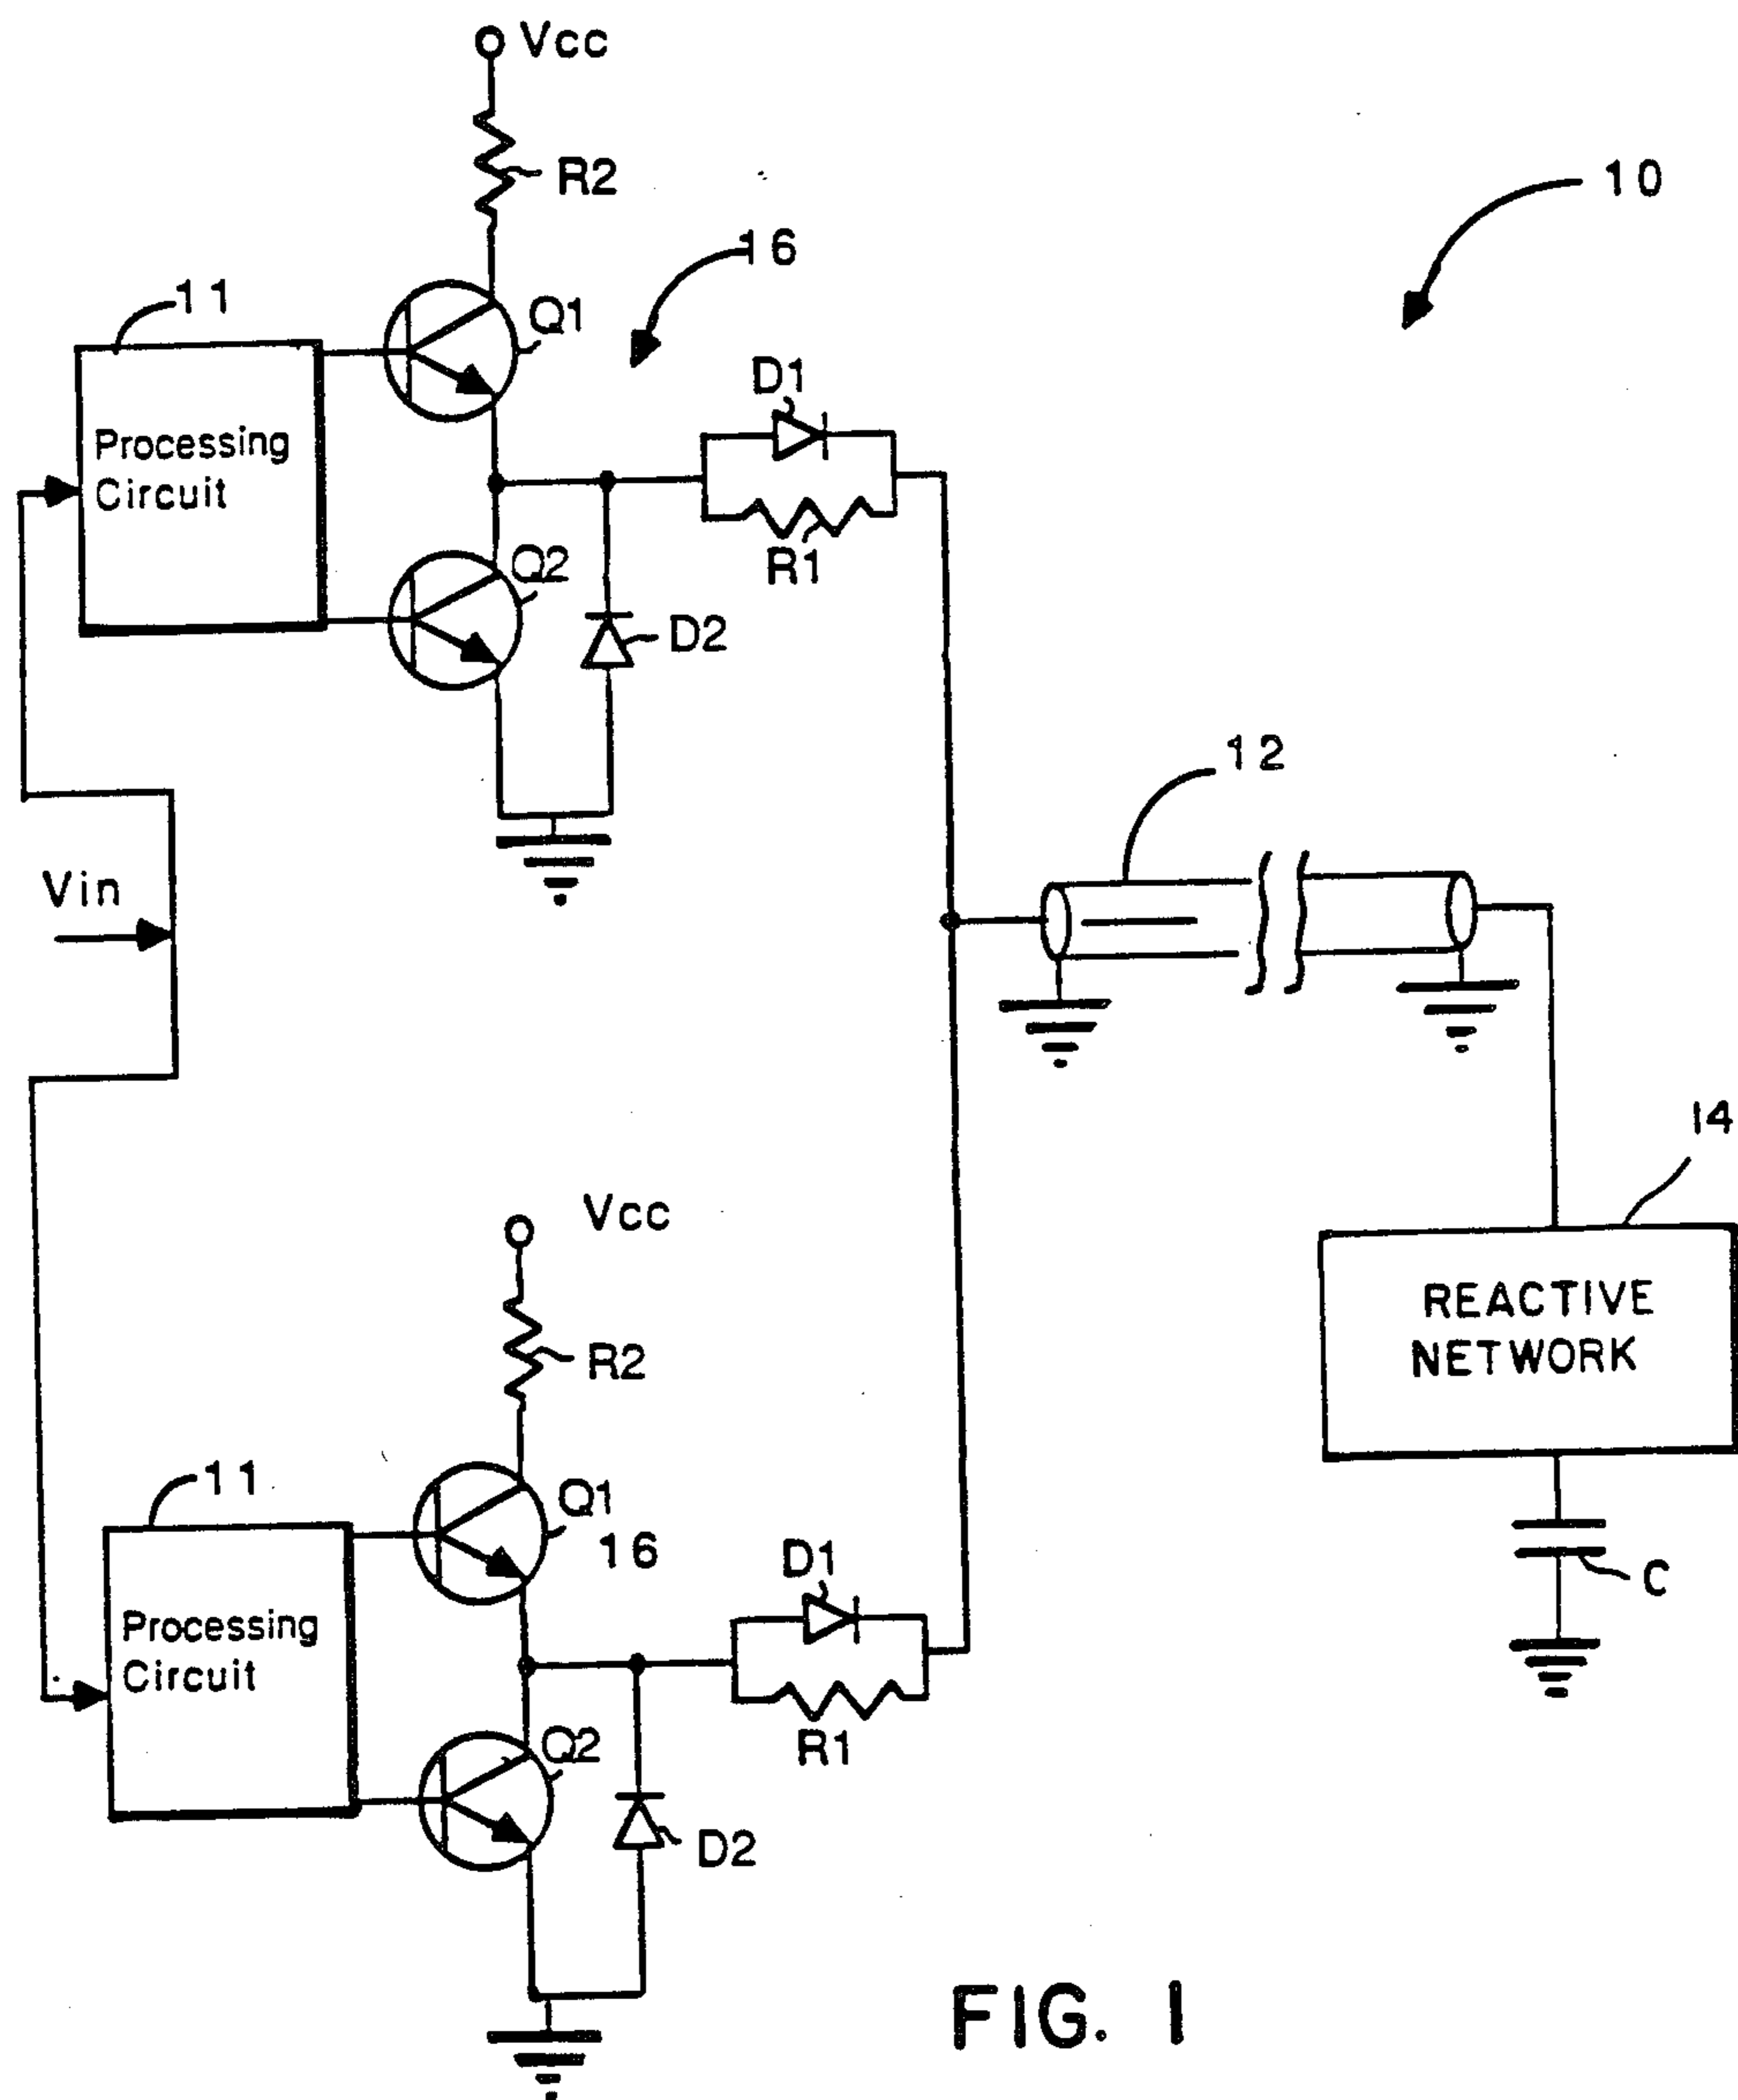 Vcc
R2
10
16
11
Q1
D1
Processing
Circuit
Q2
R1
D2
12
Vin
14
Vcc
REACTIVE
NETWORK
R2
11
Q1
16
D1
C
Processing
Circuit
Q2
R1
D2
FIG. 1